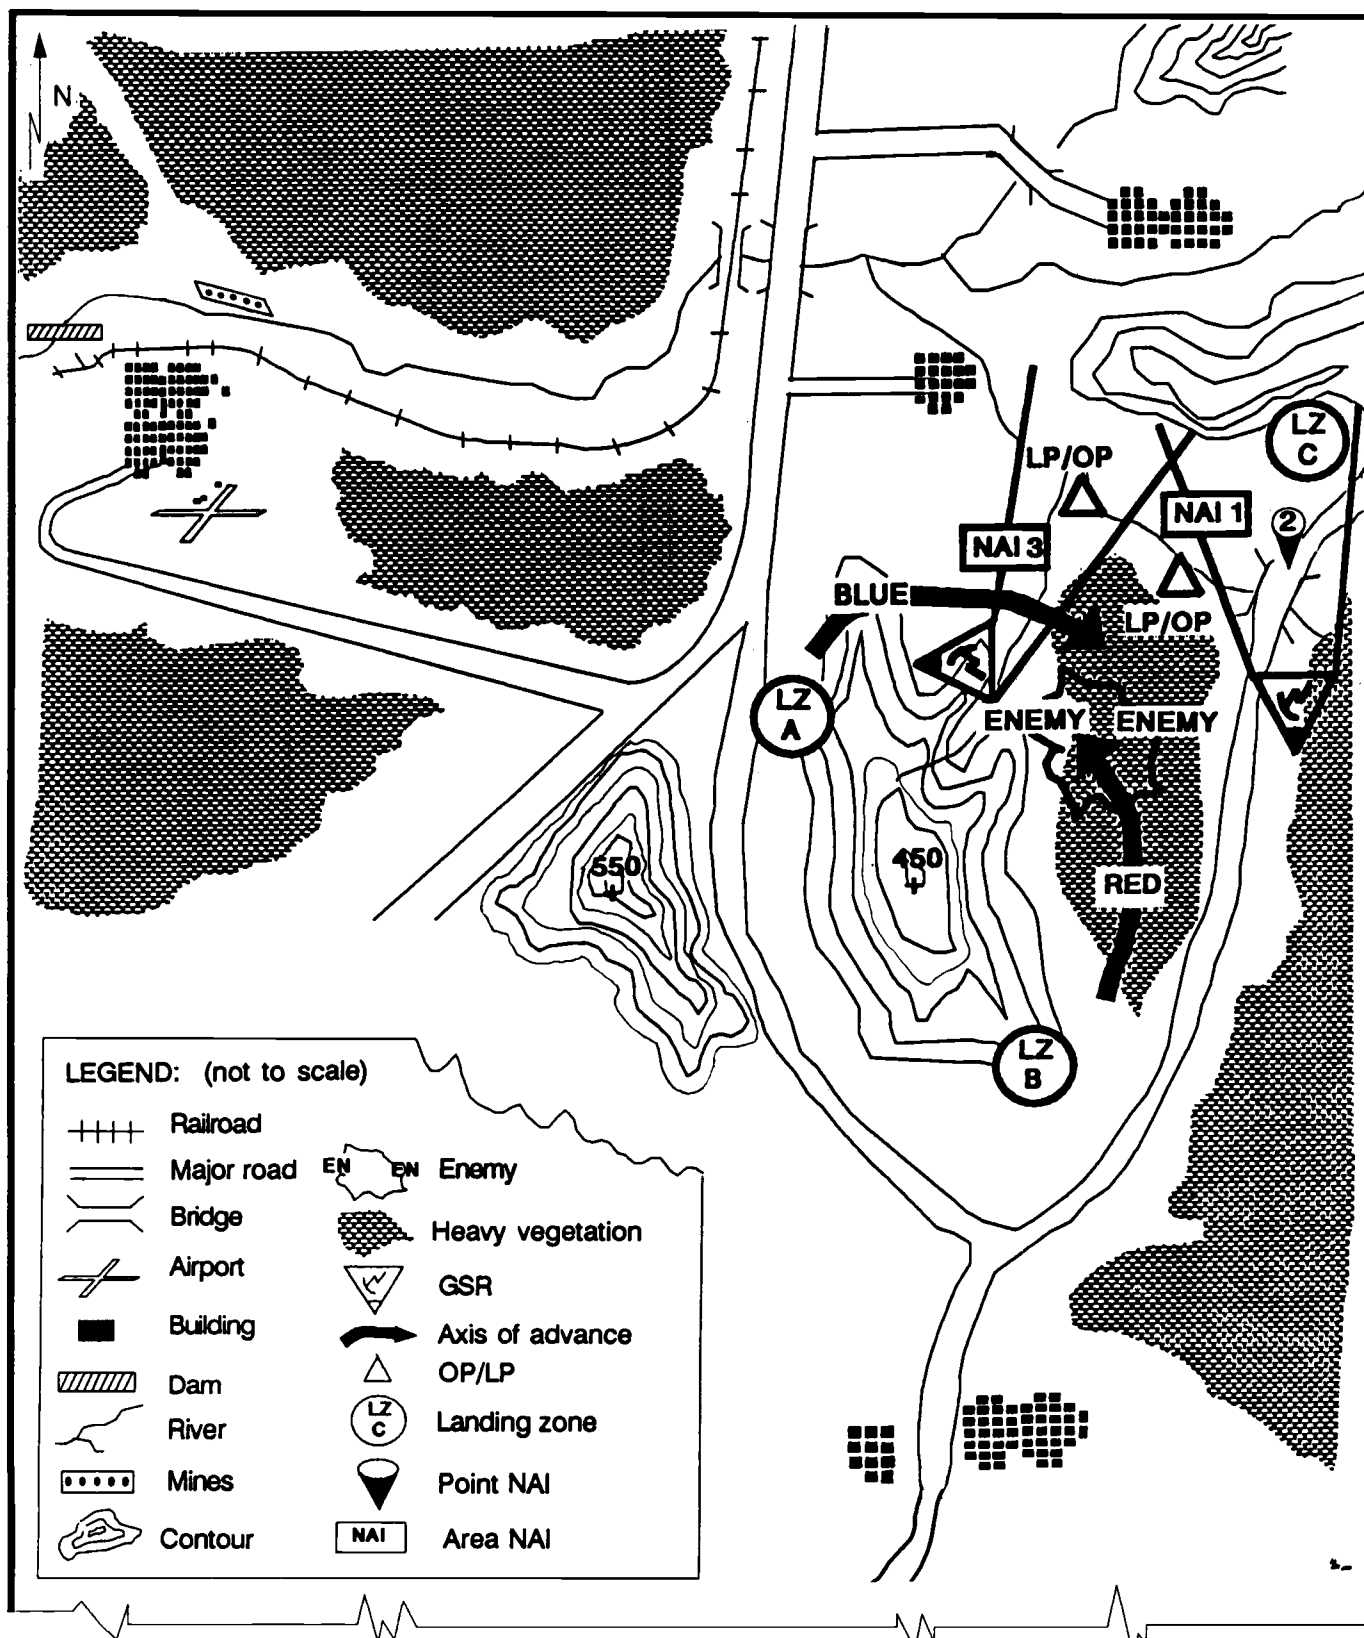 N
LP/OP
LZ
C
NAI 1
2
NAI 3
BLUE
LP/OP
LZ
A
ENEMY
ENEMY
550
450
RED
LZ
B
LEGEND: (not to scale)
Railroad
Major road
Bridge
Airport
Building
Dam
River
Mines
Contour
EN
EN
Enemy
Heavy vegetation
GSR
Axis of advance
OP/LP
LZ
C
Landing zone
Point NAI
NAI
Area NAI